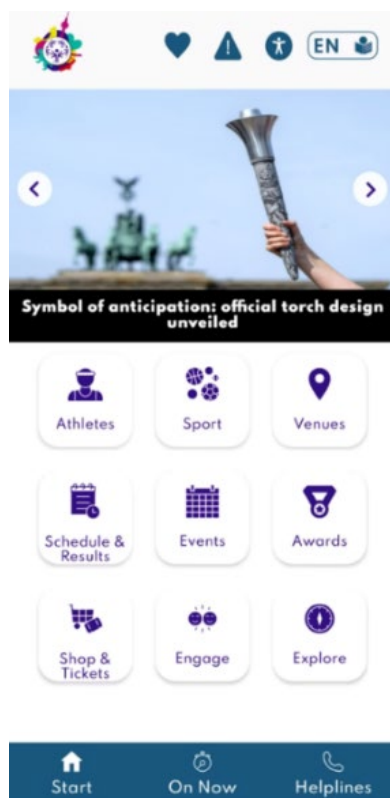 EN
Symbol of anticipation: official torch design
unveiled
Athletes
Sport
Venues
Schedule &
Results
Events
Awards
Shop &
Tickets
Engage
Explore
Start
On Now
Helplines